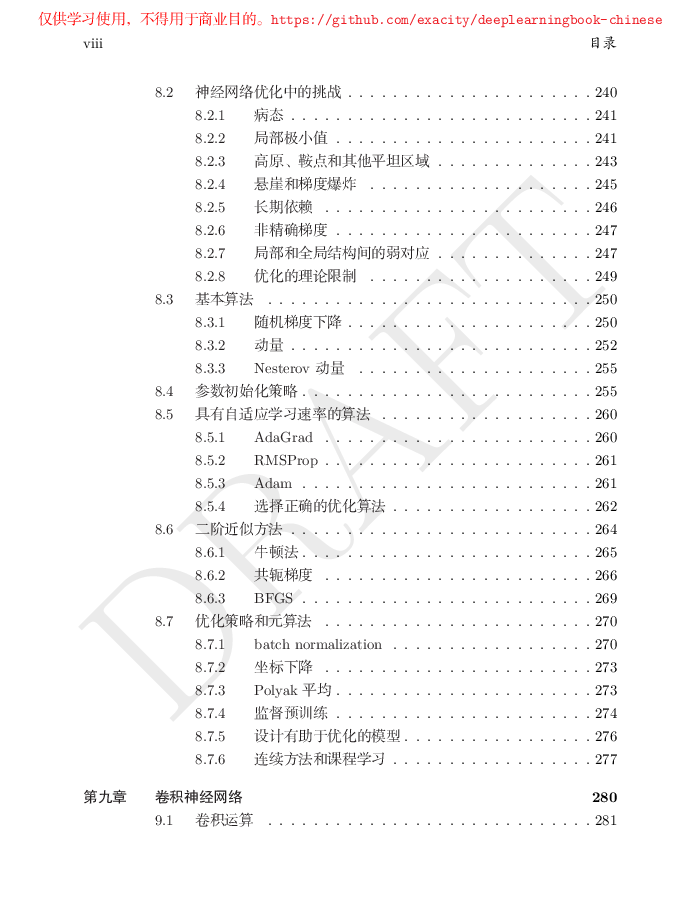 仅供学习使用，不得用于商业目的。https://github.com/exacity/deeplearningbook-chinese
viii 目录
8.2 神经网络优化中的挑战 . . . . . . . . . . . . . . . . . . . . . . 240
8.2.1 病态 . . . . . . . . . . . . . . . . . . . . . . . . . . . 241
8.2.2 局部极小值 . . . . . . . . . . . . . . . . . . . . . . . 241
8.2.3 高原、鞍点和其他平坦区域 . . . . . . . . . . . . . . 243
8.2.4 悬崖和梯度爆炸 . . . . . . . . . . . . . . . . . . . . 245
8.2.5 长期依赖 . . . . . . . . . . . . . . . . . . . . . . . . 246
8.2.6 非精确梯度 . . . . . . . . . . . . . . . . . . . . . . . 247
8.2.7 局部和全局结构间的弱对应 . . . . . . . . . . . . . . 247
8.2.8 优化的理论限制 . . . . . . . . . . . . . . . . . . . . 249
8.3 基本算法 . . . . . . . . . . . . . . . . . . . . . . . . . . . . . 250
8.3.1 随机梯度下降 . . . . . . . . . . . . . . . . . . . . . . 250
8.3.2 动量 . . . . . . . . . . . . . . . . . . . . . . . . . . . 252
8.3.3 Nesterov 动量 . . . . . . . . . . . . . . . . . . . . . 255
8.4 参数初始化策略 . . . . . . . . . . . . . . . . . . . . . . . . . . 255
8.5 具有自适应学习速率的算法 . . . . . . . . . . . . . . . . . . . 260
8.5.1 AdaGrad . . . . . . . . . . . . . . . . . . . . . . . . 260
8.5.2 RMSProp . . . . . . . . . . . . . . . . . . . . . . . . 261
8.5.3 Adam . . . . . . . . . . . . . . . . . . . . . . . . . . 261
8.5.4 选择正确的优化算法 . . . . . . . . . . . . . . . . . . 262
8.6 二阶近似方法 . . . . . . . . . . . . . . . . . . . . . . . . . . . 264
8.6.1 牛顿法 . . . . . . . . . . . . . . . . . . . . . . . . . . 265
8.6.2 共轭梯度 . . . . . . . . . . . . . . . . . . . . . . . . 266
8.6.3 BFGS . . . . . . . . . . . . . . . . . . . . . . . . . . 269
8.7 优化策略和元算法 . . . . . . . . . . . . . . . . . . . . . . . . 270
8.7.1 batch normalization . . . . . . . . . . . . . . . . . . 270
8.7.2 坐标下降 . . . . . . . . . . . . . . . . . . . . . . . . 273
8.7.3 Polyak 平均 . . . . . . . . . . . . . . . . . . . . . . . 273
8.7.4 监督预训练 . . . . . . . . . . . . . . . . . . . . . . . 274
8.7.5 设计有助于优化的模型 . . . . . . . . . . . . . . . . . 276
8.7.6 连续方法和课程学习 . . . . . . . . . . . . . . . . . . 277
第九章 卷积神经网络 280
9.1 卷积运算 . . . . . . . . . . . . . . . . . . . . . . . . . . . . . 281
DRAFT